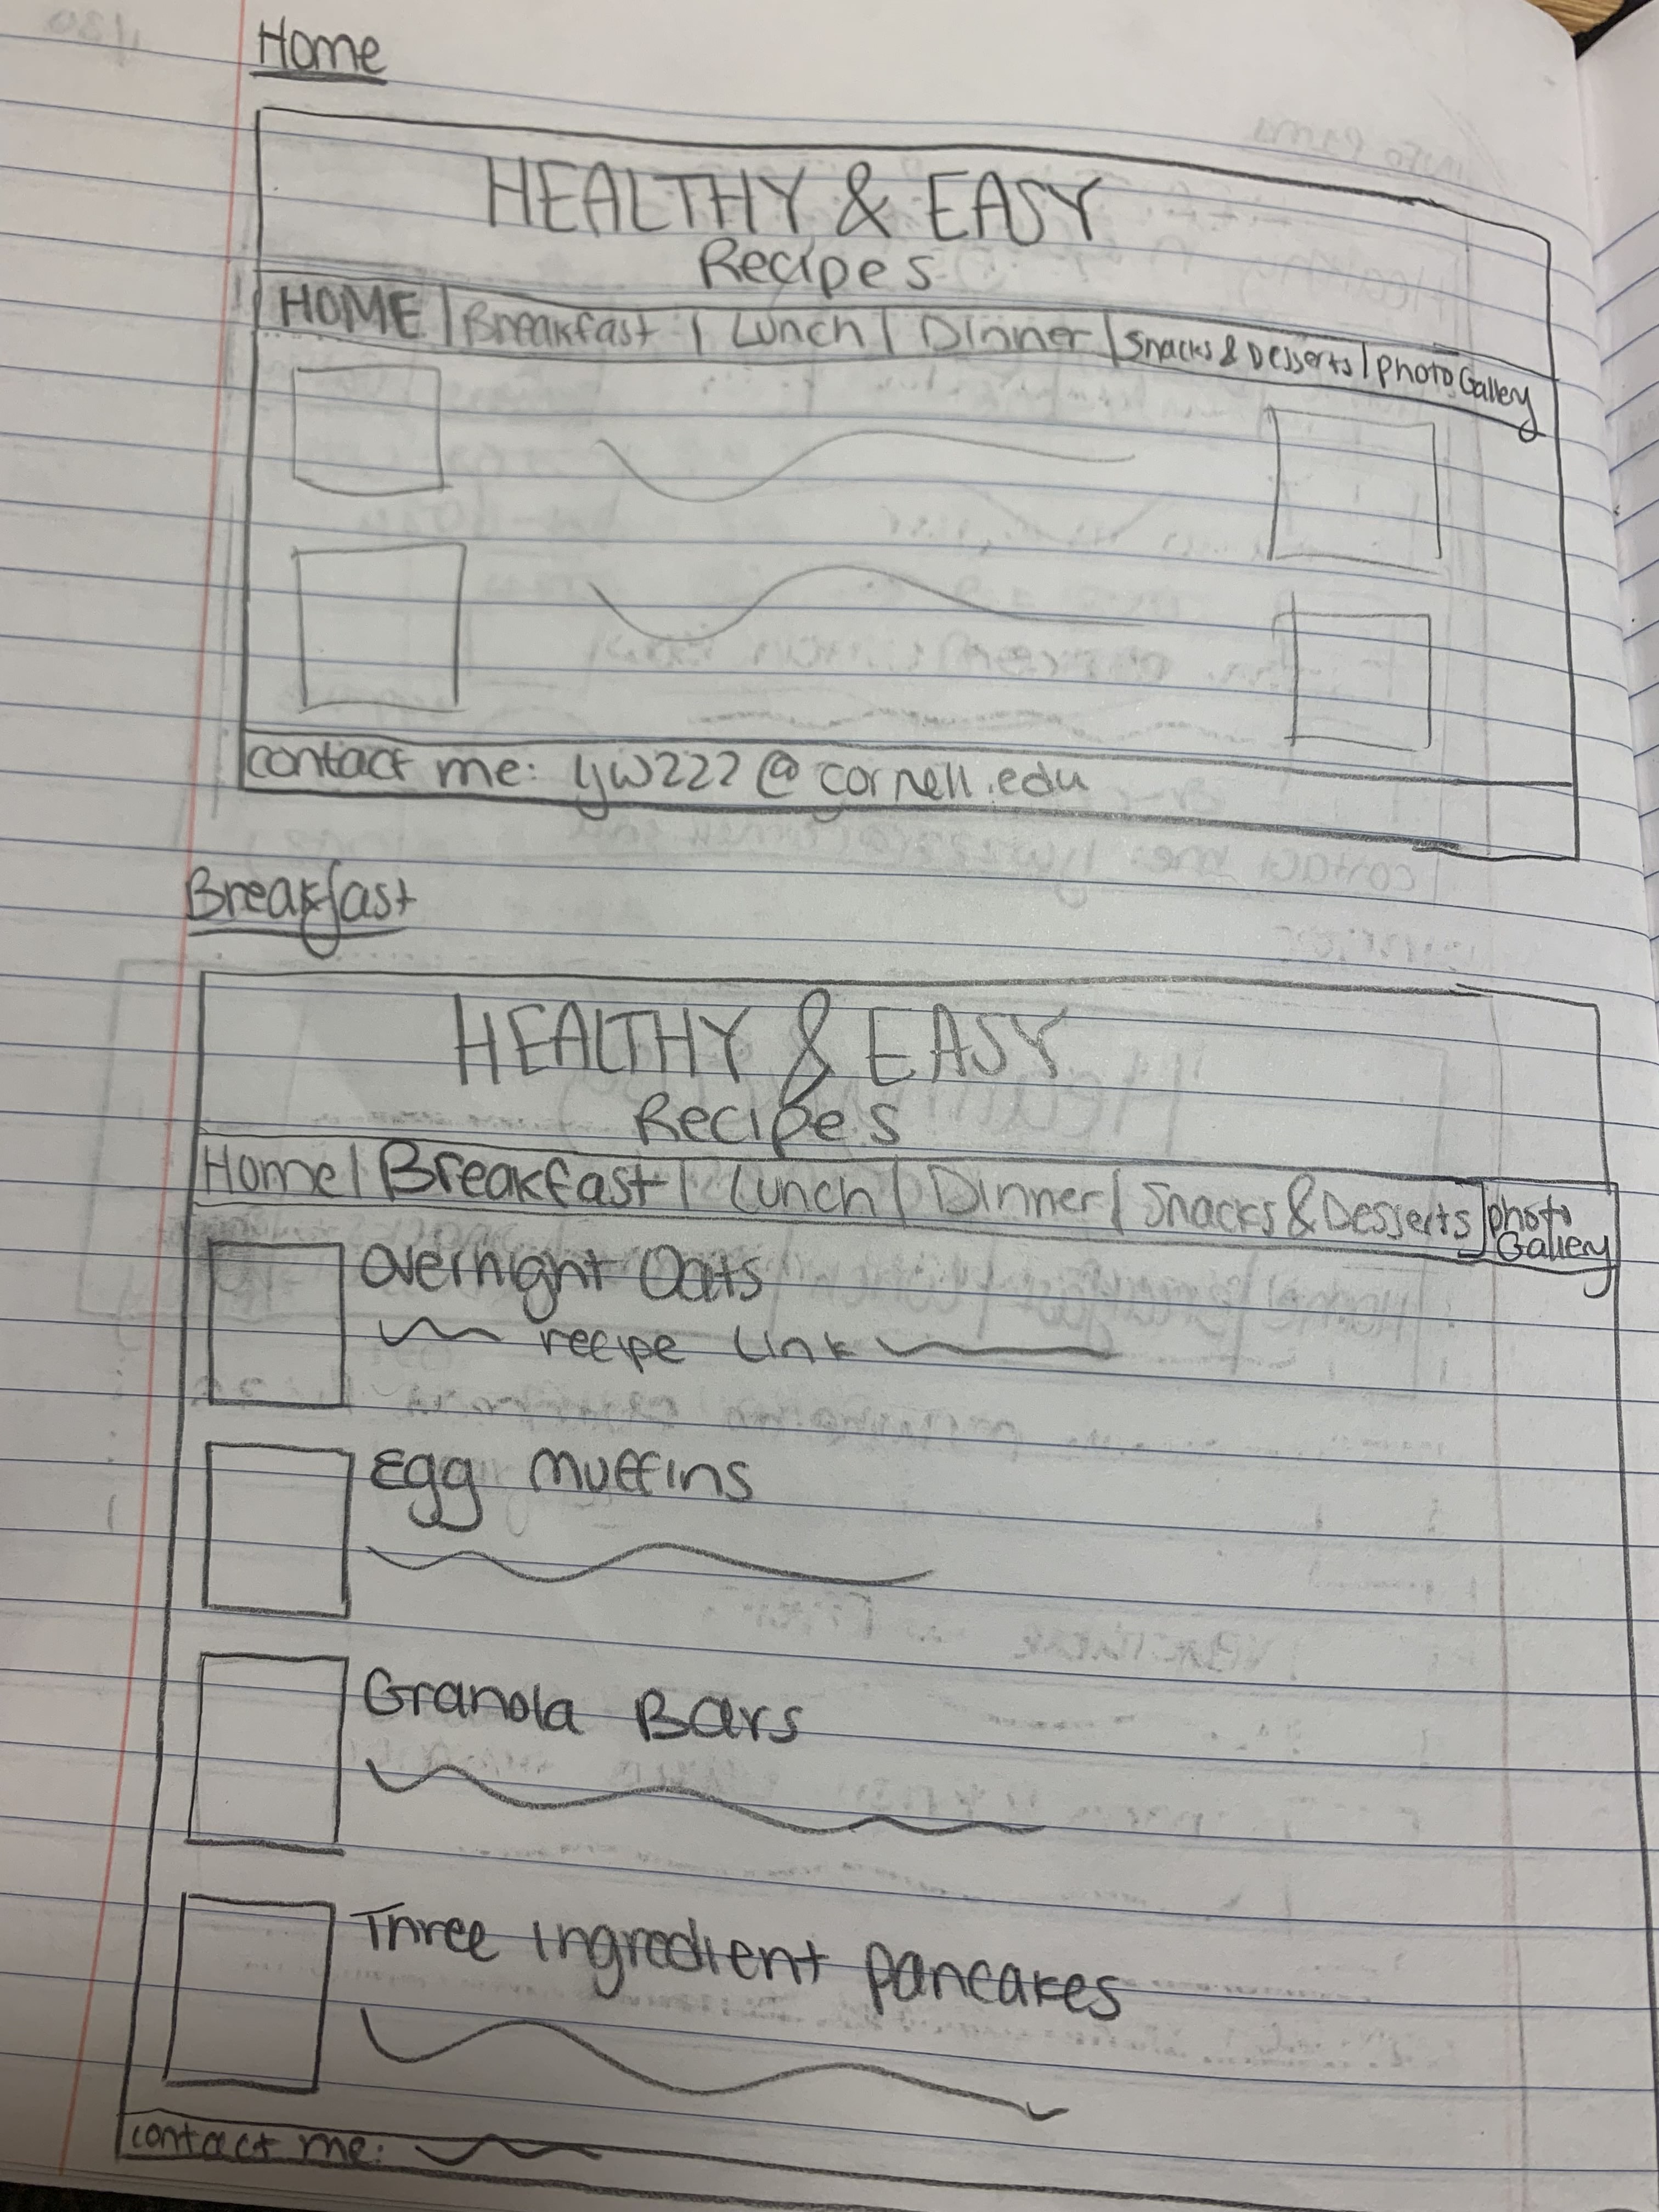 Home
HEALTHY & EASY
Recipes
HOME | Breakfast | Lunch | Dinner | Snacks & Desserts | photo Gallery
contact me: yjw222@cornell.edu
Breakfast
HEALTHY & EASY
Recipes
Home | Breakfast | Lunch | Dinner | Snacks & Desserts | photo
Gallery
Overnight Oats
recipe link
Egg muffins
Granola Bars
Three ingredient pancakes
contact me: